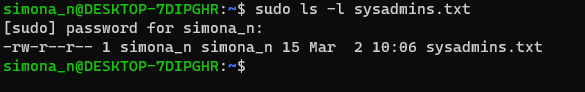 simona_n@DESKTOP-7DIPGHR:~$ sudo ls -l sysadmins.txt
[sudo] password for simona_n:
-rw-r--r-- 1 simona_n simona_n 15 Mar  2 10:06 sysadmins.txt
simona_n@DESKTOP-7DIPGHR:~$